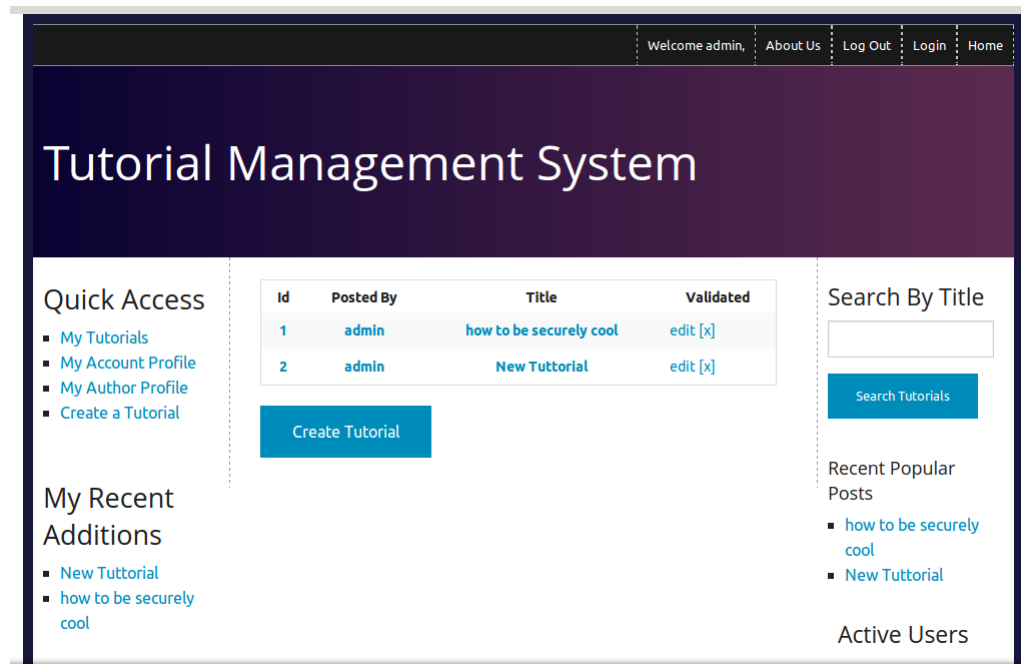 Welcome admin, About Us Log Out Login Home
Tutorial Management System
Quick Access
My Tutorials
My Account Profile
My Author Profile
Create a Tutorial
My Recent
Additions
New Tuttorial
how to be securely
cool
Id Posted By Title Validated
1 admin how to be securely cool edit [x]
2 admin New Tuttorial edit [x]
Create Tutorial
Search By Title
Search Tutorials
Recent Popular
Posts
how to be securely
cool
New Tuttorial
Active Users